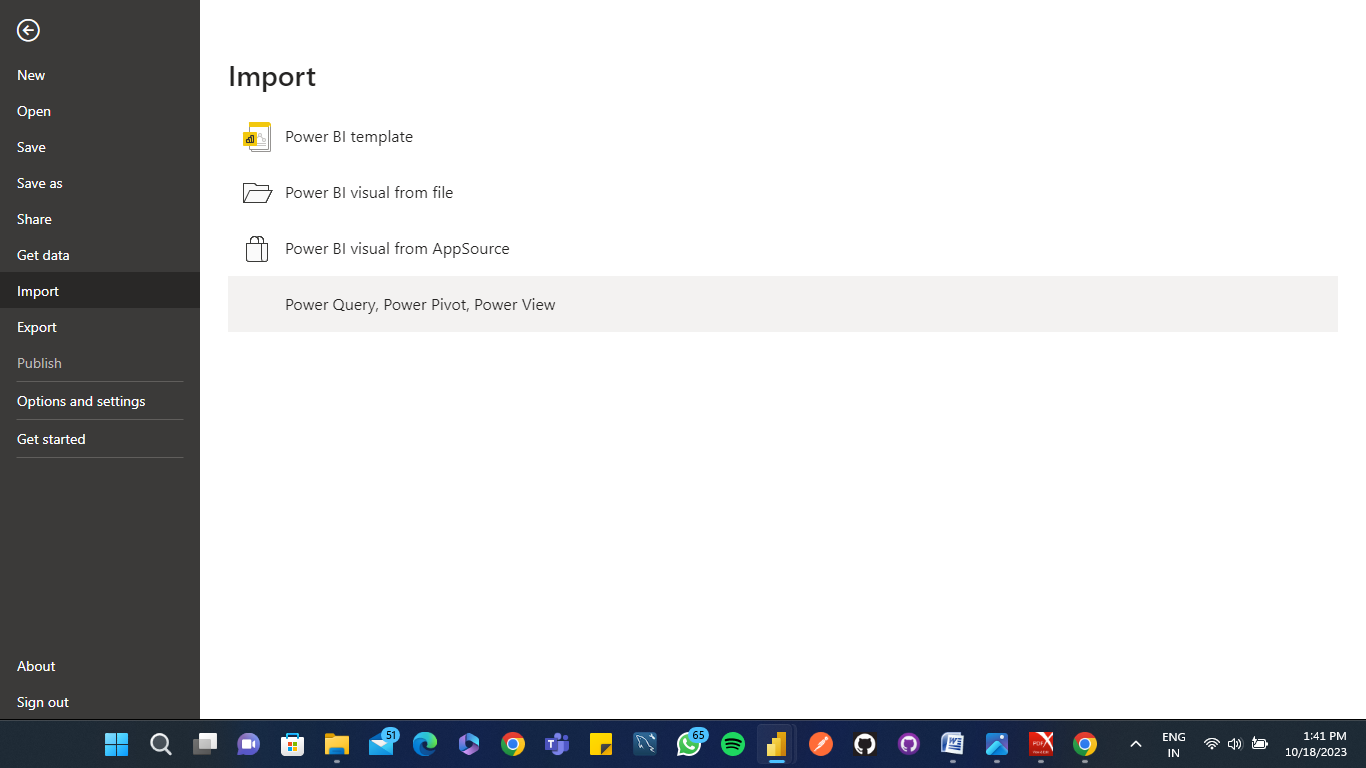 New
Open
Save
Save as
Share
Get data
Import
Export
Publish
Options and settings
Get started
About
Sign out
Import
Power BI template
Power BI visual from file
Power BI visual from AppSource
Power Query, Power Pivot, Power View
51
65
PDF
ENG
IN
1:41 PM
10/18/2023